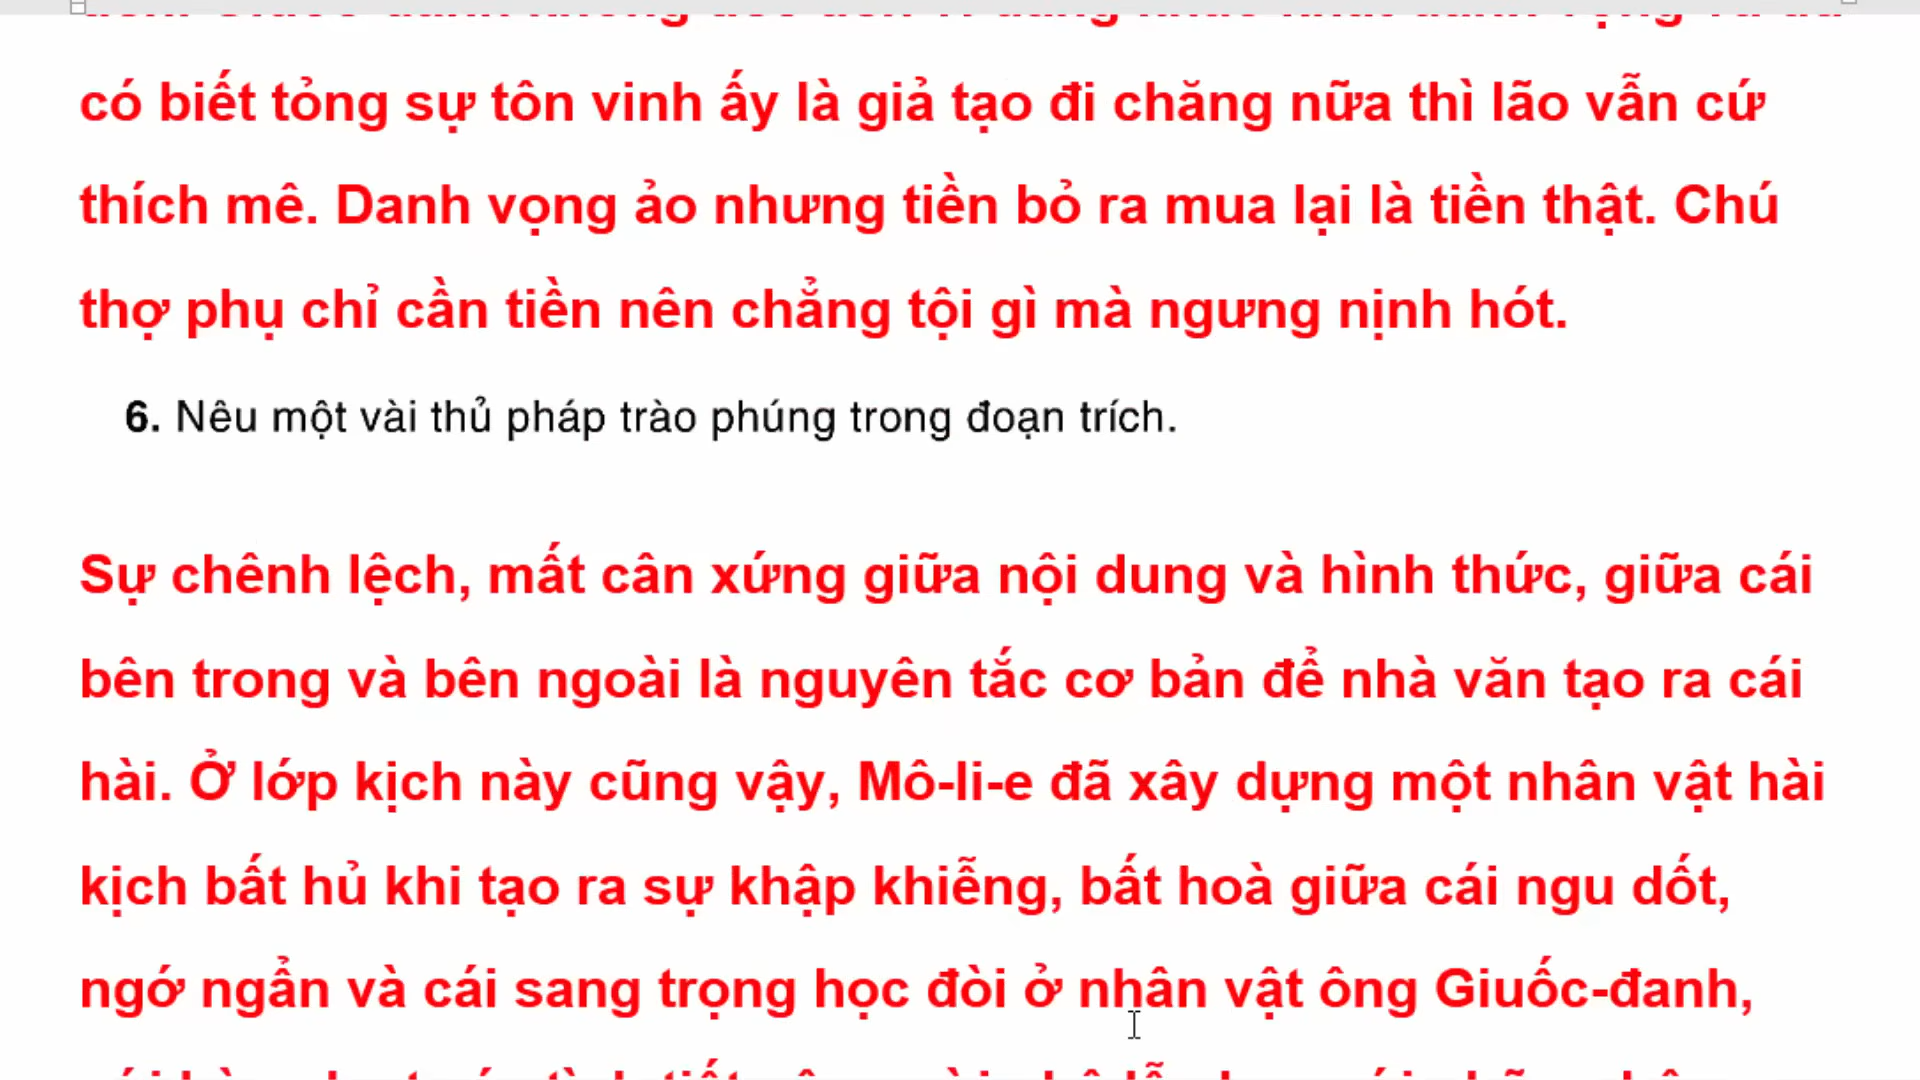 có biết tỏng sự tôn vinh ấy là giả tạo đi chăng nữa thì lão vẫn cứ
thích mê. Danh vọng ảo nhưng tiền bỏ ra mua lại là tiền thật. Chú
thợ phụ chỉ cần tiền nên chẳng tội gì mà ngưng nịnh hót.
6. Nêu một vài thủ pháp trào phúng trong đoạn trích.
Sự chênh lệch, mất cân xứng giữa nội dung và hình thức, giữa cái
bên trong và bên ngoài là nguyên tắc cơ bản để nhà văn tạo ra cái
hài. Ở lớp kịch này cũng vậy, Mô-li-e đã xây dựng một nhân vật hài
kịch bất hủ khi tạo ra sự khập khiễng, bất hoà giữa cái ngu dốt,
ngớ ngẩn và cái sang trọng học đòi ở nhân vật ông Giuốc-đanh,